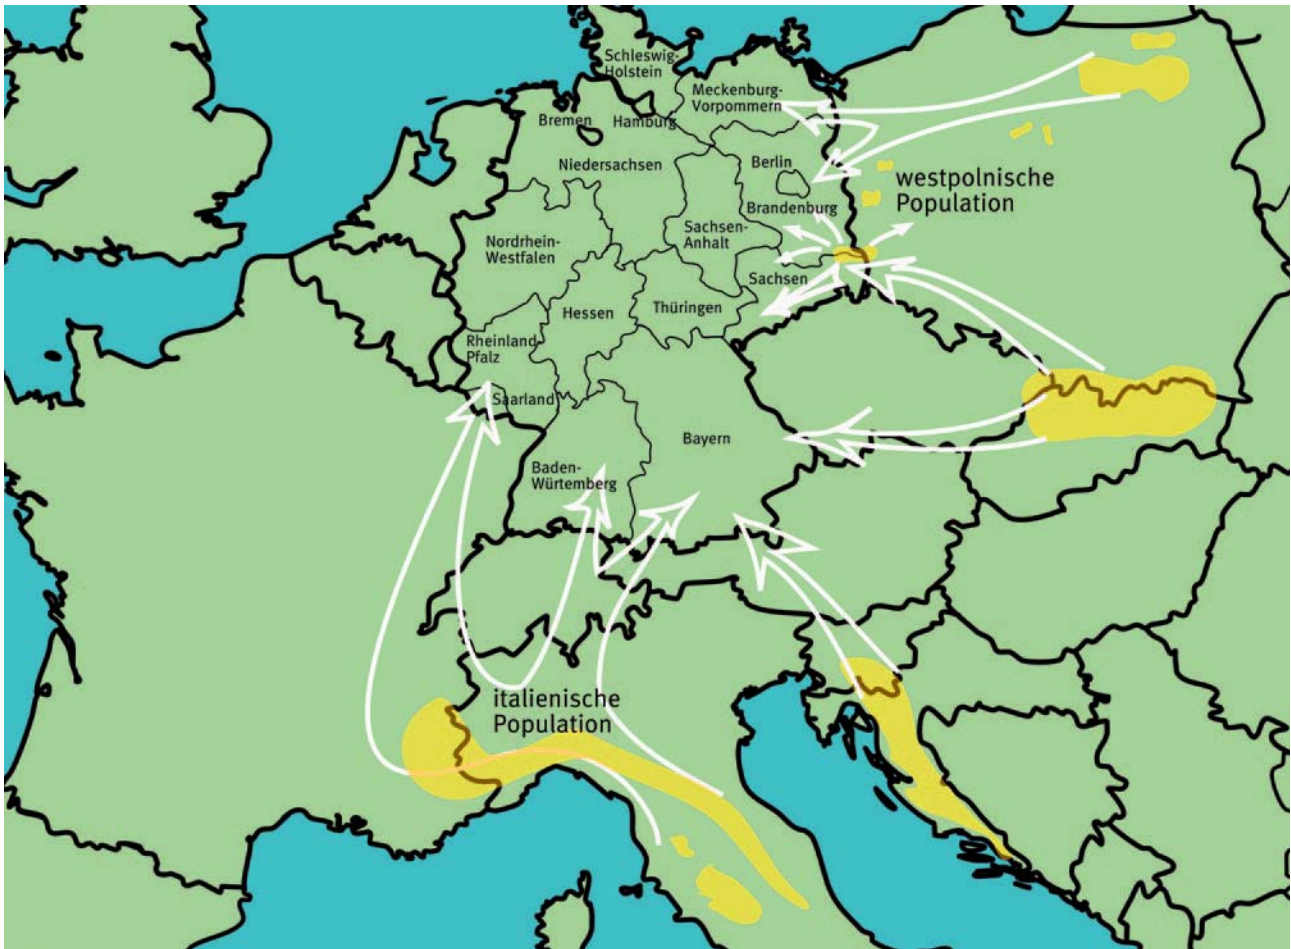 Schleswig-
Holstein
Meckenburg-
Vorpommern
Bremen
Hamburg
Niedersachsen
Berlin
Brandenburg
westpolnische
Population
Nordrhein-
Westfalen
Sachsen-
Anhalt
Sachsen
Thüringen
Hessen
Rheinland
Pfalz
Saarland
Bayern
Baden-
Würtemberg
italienische
Population